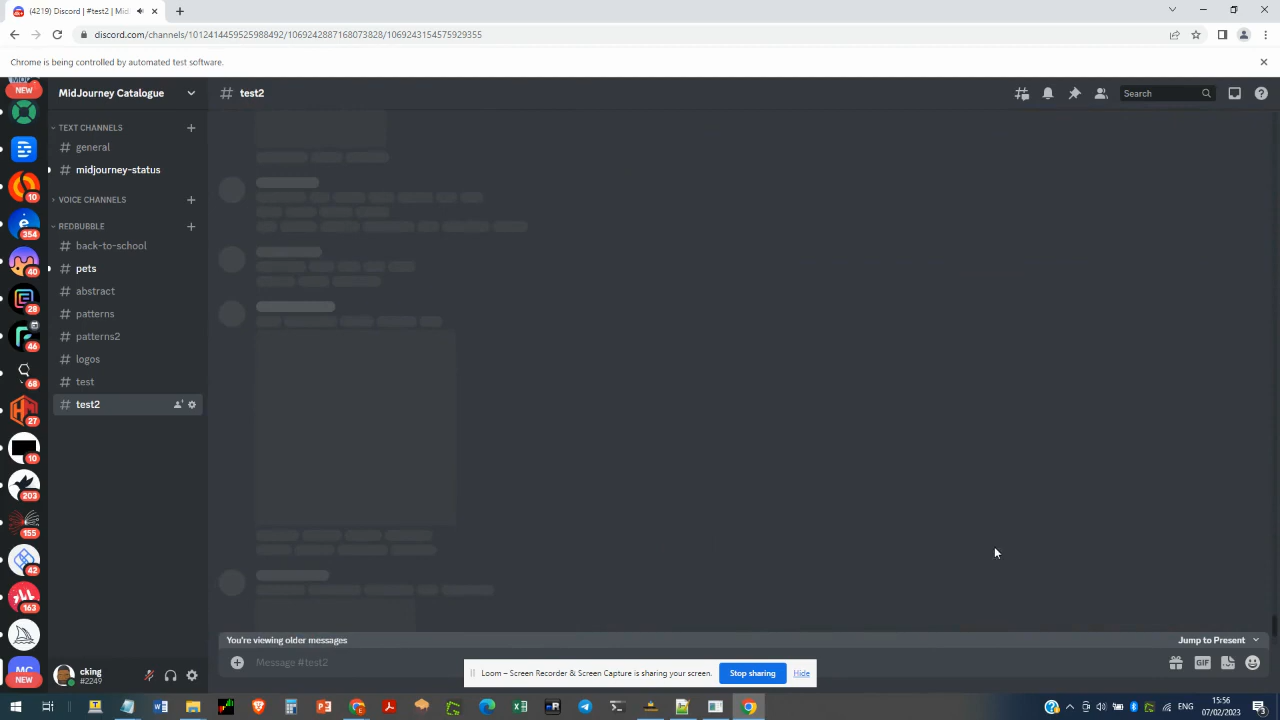 (4219) Discord | #test2 | Mid
discord.com/channels/1012414459525988492/1069242887168073828/1069243154575929355
Chrome is being controlled by automated test software.
NEW
MidJourney Catalogue
# test2
Search
TEXT CHANNELS
# general
# midjourney-status
VOICE CHANNELS
REDBUBBLE
# back-to-school
# pets
# abstract
# patterns
# patterns2
# logos
# test
# test2
10
354
40
28
46
68
27
10
203
155
42
163
MC
NEW
You're viewing older messages
Jump to Present
Message #test2
GIF
cking
#2249
Loom – Screen Recorder & Screen Capture is sharing your screen.
Stop sharing
Hide
ENG
15:56
07/02/2023